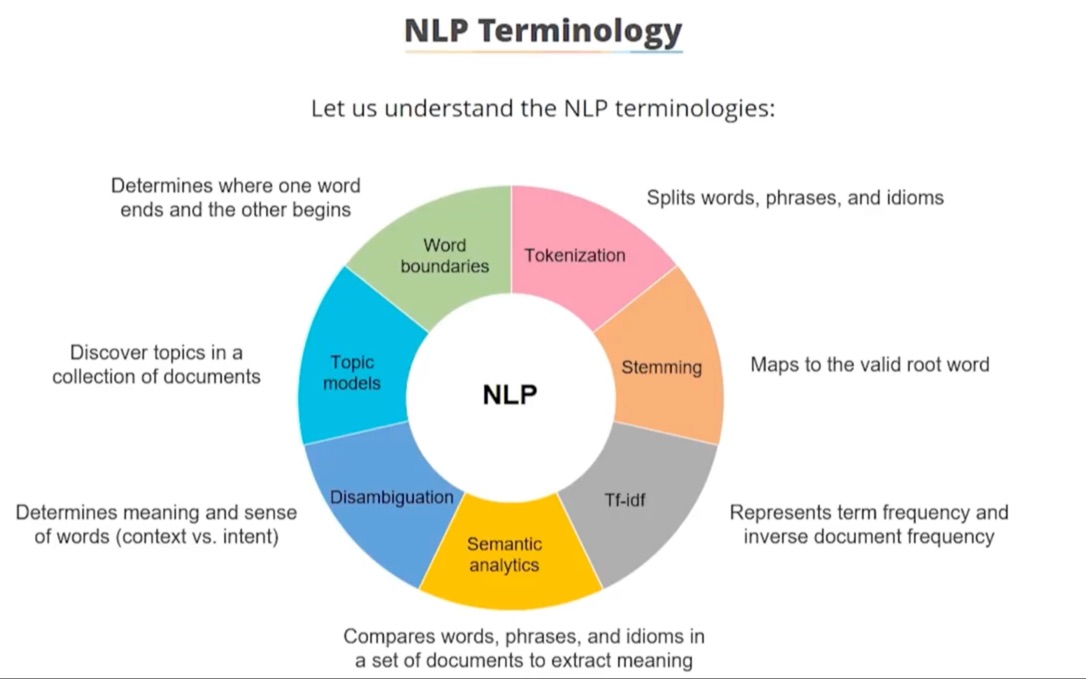 NLP Terminology
Let us understand the NLP terminologies:
Determines where one word
ends and the other begins
Word
boundaries
Tokenization
Splits words, phrases, and idioms
Discover topics in a
collection of documents
Topic
models
NLP
Stemming
Maps to the valid root word
Determines meaning and sense
of words (context vs. intent)
Disambiguation
Tf-idf
Represents term frequency and
inverse document frequency
Semantic
analytics
Compares words, phrases, and idioms in
a set of documents to extract meaning